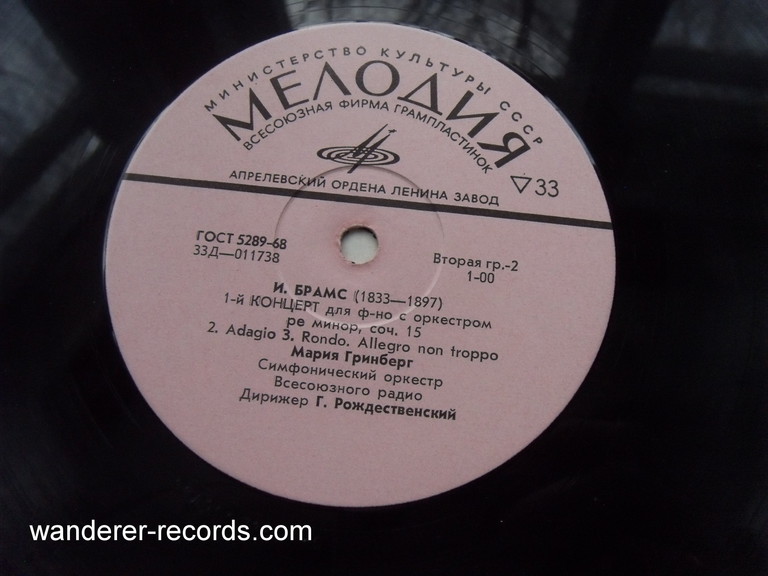 МИНИСТЕРСТВО КУЛЬТУРЫ СССР
МЕЛОДИЯ
ВСЕСОЮЗНАЯ ФИРМА ГРАМПЛАСТИНОК
АПРЕЛЕВСКИЙ ОРДЕНА ЛЕНИНА ЗАВОД
▽33
ГОСТ 5289-68
33Д—011738
Вторая гр.-2
1-00
И. БРАМС (1833—1897)
1-й КОНЦЕРТ для ф-но с оркестром
ре минор, соч. 15
2. Adagio 3. Rondo. Allegro non troppo
Мария Гринберг
Симфонический оркестр
Всесоюзного радио
Дирижер Г. Рождественский
wanderer-records.com